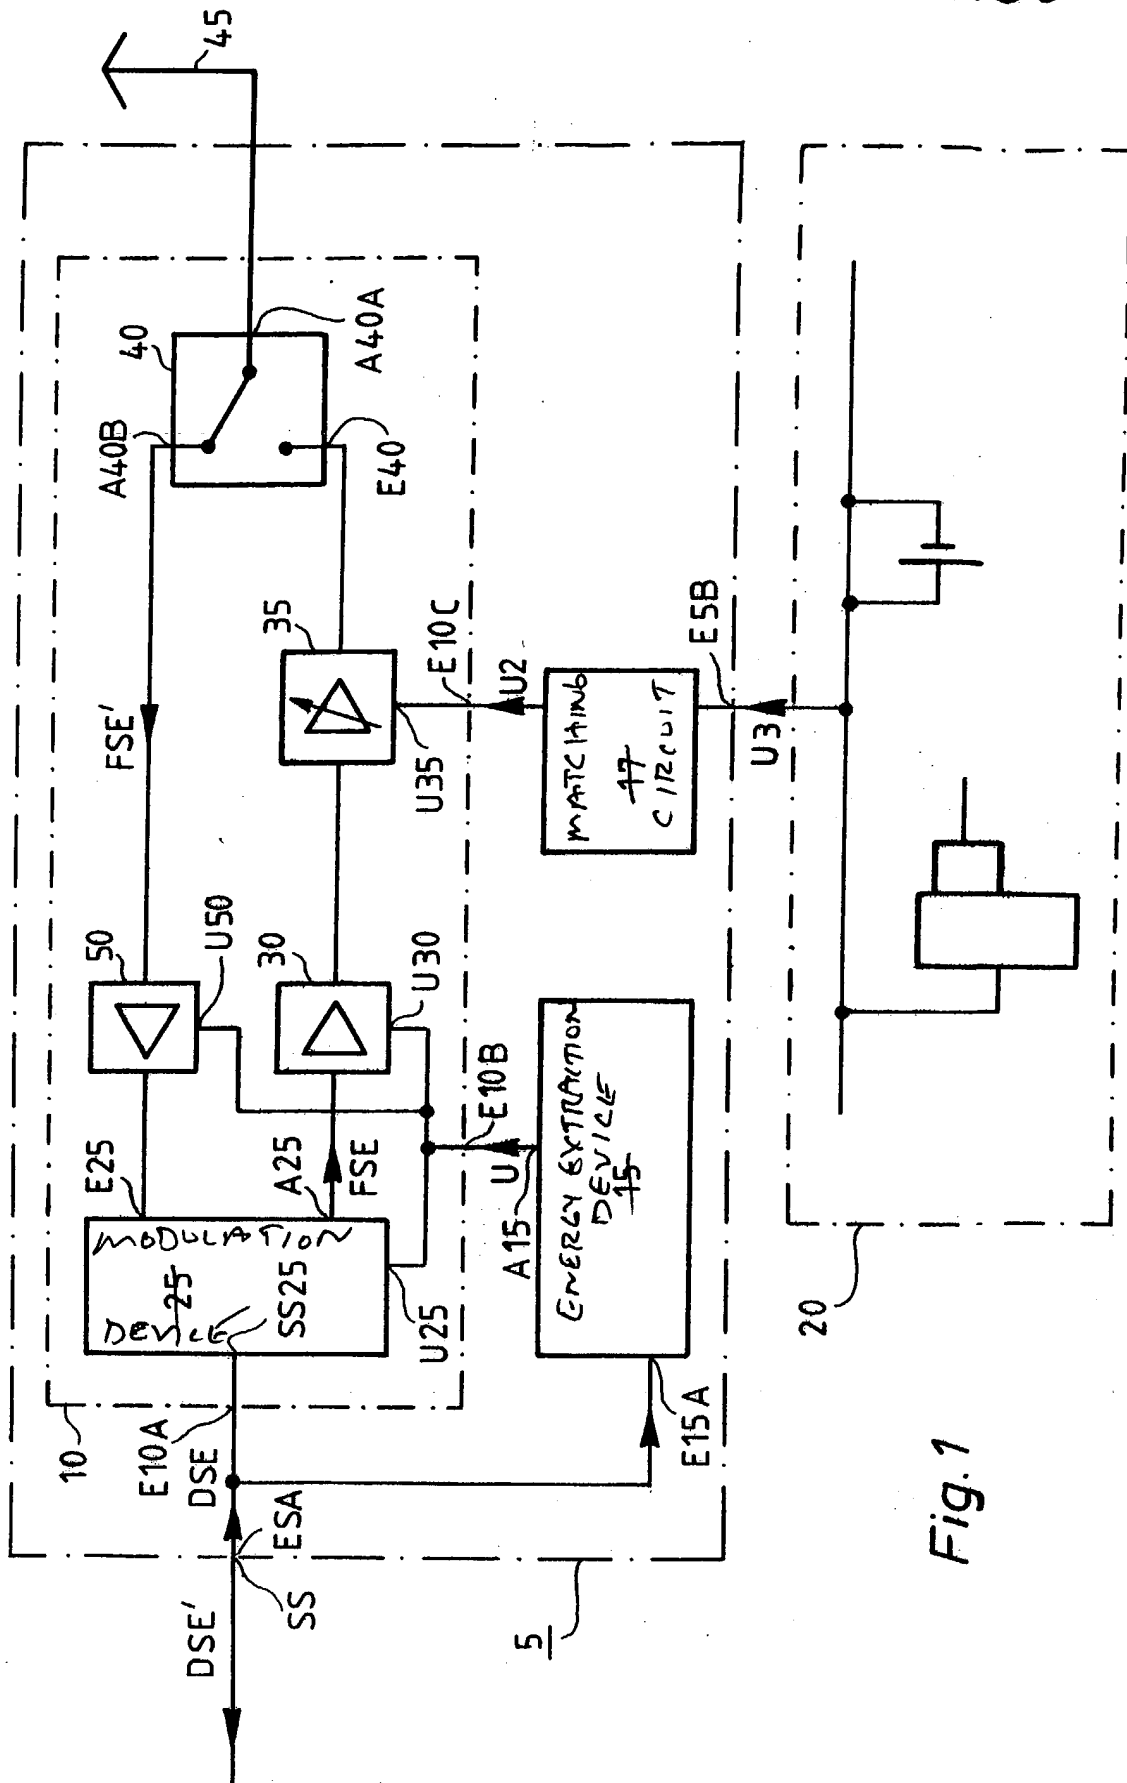 45
40
A40A
A40B
E40
FSE'
35
E10C
U35
U2
E5B
U3
MATCHING
17
CIRCUIT
50
U50
30
U30
E25
A25
FSE
E10B
U
A15
MODULATION
25
DEVICE
SS25
U25
ENERGY EXTRACTION
DEVICE
15
E15A
10
E10A
DSE
ESA
SS
DSE'
5
20
Fig.1